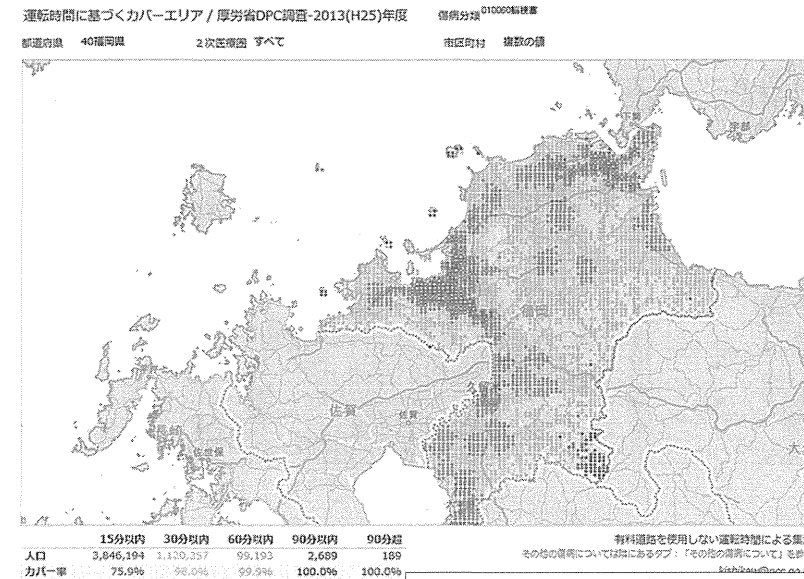 運転時間に基づくカバーエリア / 厚労省DPC調査-2013(H25)年度
傷病分類 010060脳梗塞
都道府県 40福岡県 2次医療圏 すべて 市区町村 複数の値
下関
宇部
福岡
久留米
佐賀
佐賀
長崎
佐世保
大
15分以内 30分以内 60分以内 90分以内 90分超
人口 3,846,194 1,120,357 99,193 2,689 189
カバー率 75.9% 98.0% 99.9% 100.0% 100.0%
有料道路を使用しない運転時間による集
その他の傷病については他にあるタブ:「その他の傷病について」を